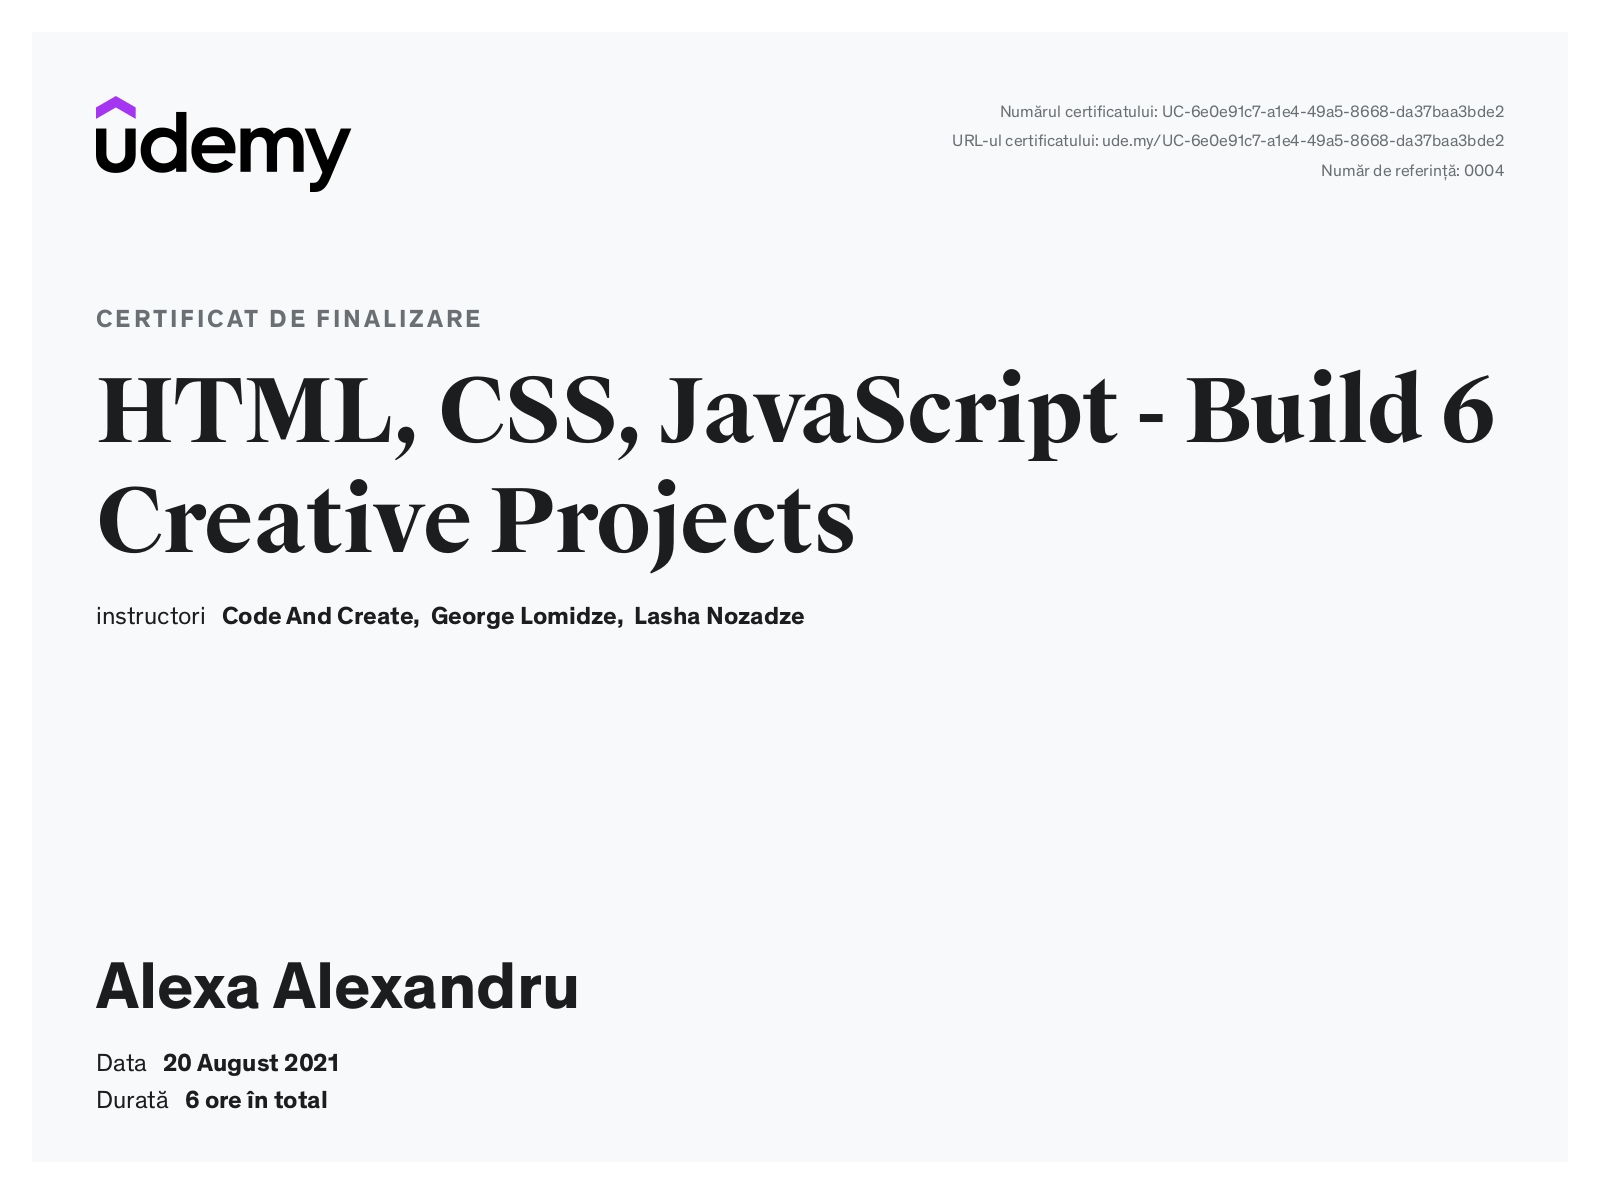 udemy
Numărul certificatului: UC-6e0e91c7-a1e4-49a5-8668-da37baa3bde2
URL-ul certificatului: ude.my/UC-6e0e91c7-a1e4-49a5-8668-da37baa3bde2
Număr de referință: 0004
CERTIFICAT DE FINALIZARE
HTML, CSS, JavaScript - Build 6
Creative Projects
instructori Code And Create, George Lomidze, Lasha Nozadze
Alexa Alexandru
Data 20 August 2021
Durată 6 ore în total